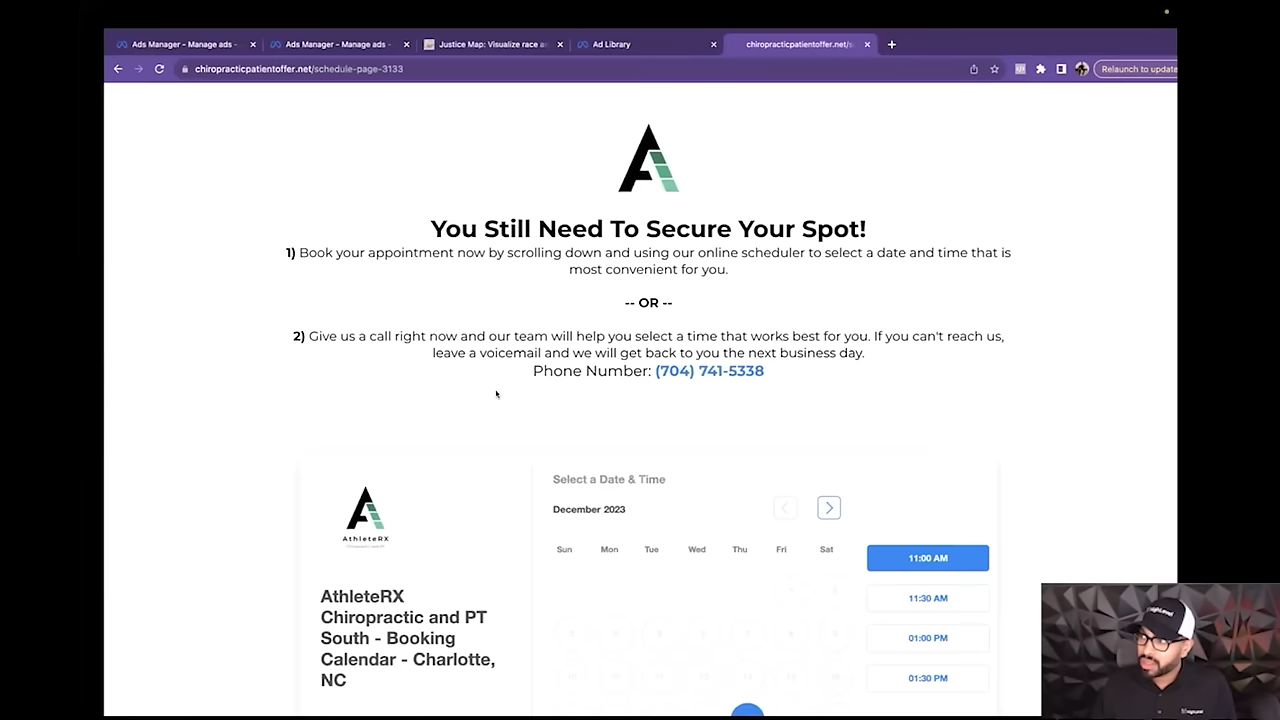 Ads Manager - Manage ads -
Ads Manager - Manage ads -
Justice Map: Visualize race a
Ad Library
chiropracticpatientoffer.net/s
chiropracticpatientoffer.net/schedule-page-3133
Relaunch to update
You Still Need To Secure Your Spot!
1) Book your appointment now by scrolling down and using our online scheduler to select a date and time that is
most convenient for you.
-- OR --
2) Give us a call right now and our team will help you select a time that works best for you. If you can't reach us,
leave a voicemail and we will get back to you the next business day.
Phone Number: (704) 741-5338
AthleteRX
AthleteRX
Chiropractic and PT
South - Booking
Calendar - Charlotte,
NC
Select a Date & Time
December 2023
Sun Mon Tue Wed Thu Fri Sat
11:00 AM
11:30 AM
01:00 PM
01:30 PM